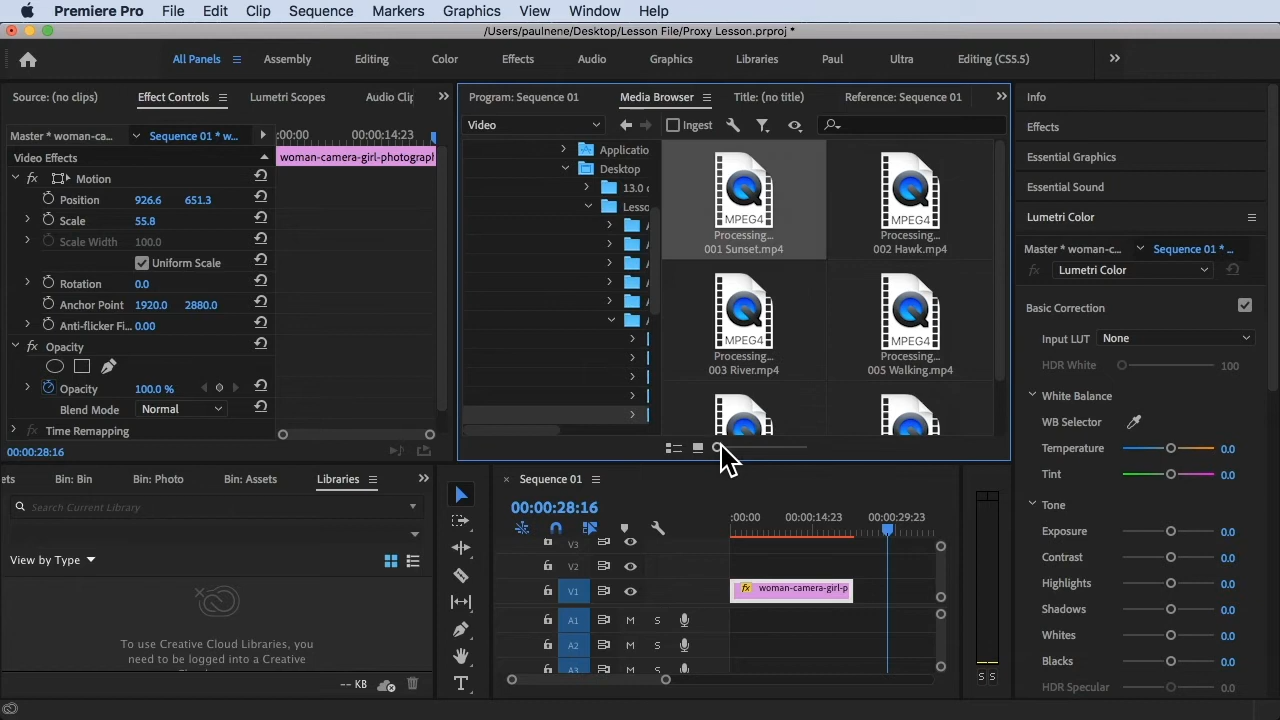 Premiere Pro File Edit Clip Sequence Markers Graphics View Window Help
/Users/paulnene/Desktop/Lesson File/Proxy Lesson.prproj *
All Panels Assembly Editing Color Effects Audio Graphics Libraries Paul Ultra Editing (CS5.5)
Source: (no clips) Effect Controls Lumetri Scopes Audio Clip
Master * woman-ca... Sequence 01 * w...
:00:00 00:00:14:23
Video Effects
woman-camera-girl-photograph
fx Motion
Position 926.6 651.3
Scale 55.8
Scale Width 100.0
Uniform Scale
Rotation 0.0
Anchor Point 1920.0 2880.0
Anti-flicker Fi... 0.00
fx Opacity
Opacity 100.0 %
Blend Mode Normal
fx Time Remapping
00:00:28:16
Program: Sequence 01 Media Browser Title: (no title) Reference: Sequence 01
Video Ingest
Applicatio
Desktop
13.0 c
Lesso
MPEG4
Processing...
001 Sunset.mp4
MPEG4
Processing...
002 Hawk.mp4
MPEG4
Processing...
003 River.mp4
MPEG4
Processing...
005 Walking.mp4
Info
Effects
Essential Graphics
Essential Sound
Lumetri Color
Master * woman-c... Sequence 01 * ...
fx Lumetri Color
Basic Correction
Input LUT None
HDR White 100
White Balance
WB Selector
Temperature 0.0
Tint 0.0
Tone
Exposure 0.0
Contrast 0.0
Highlights 0.0
Shadows 0.0
Whites 0.0
Blacks 0.0
HDR Specular 0.0
ets Bin: Bin Bin: Photo Bin: Assets Libraries
Search Current Library
View by Type
To use Creative Cloud Libraries, you
need to be logged into a Creative
-- KB
T
× Sequence 01
00:00:28:16
:00:00 00:00:14:23 00:00:29:23
V3
V2
V1 fx woman-camera-girl-p
A1 M S
A2 M S
A3 M S
S S